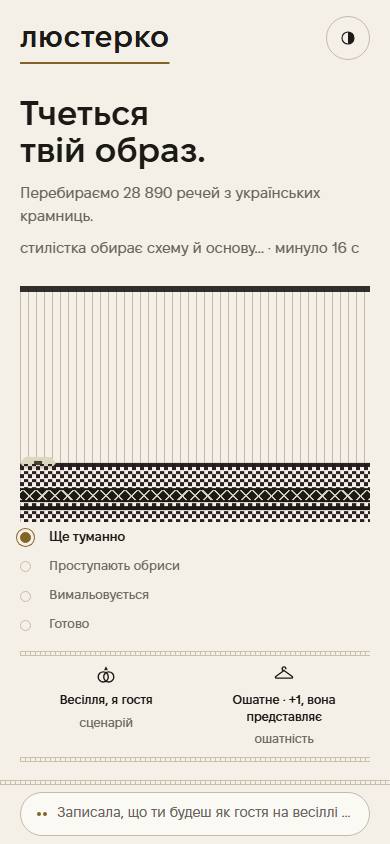 люстерко
Тчеться
твій образ.
Перебираємо 28 890 речей з українських
крамниць.
стилістка обирає схему й основу... · минуло 16 с
Ще туманно
Проступають обриси
Вимальовується
Готово
Весілля, я гостя
сценарій
Ошатне · +1, вона
представляє
ошатність
Записала, що ти будеш як гостя на весіллі ...